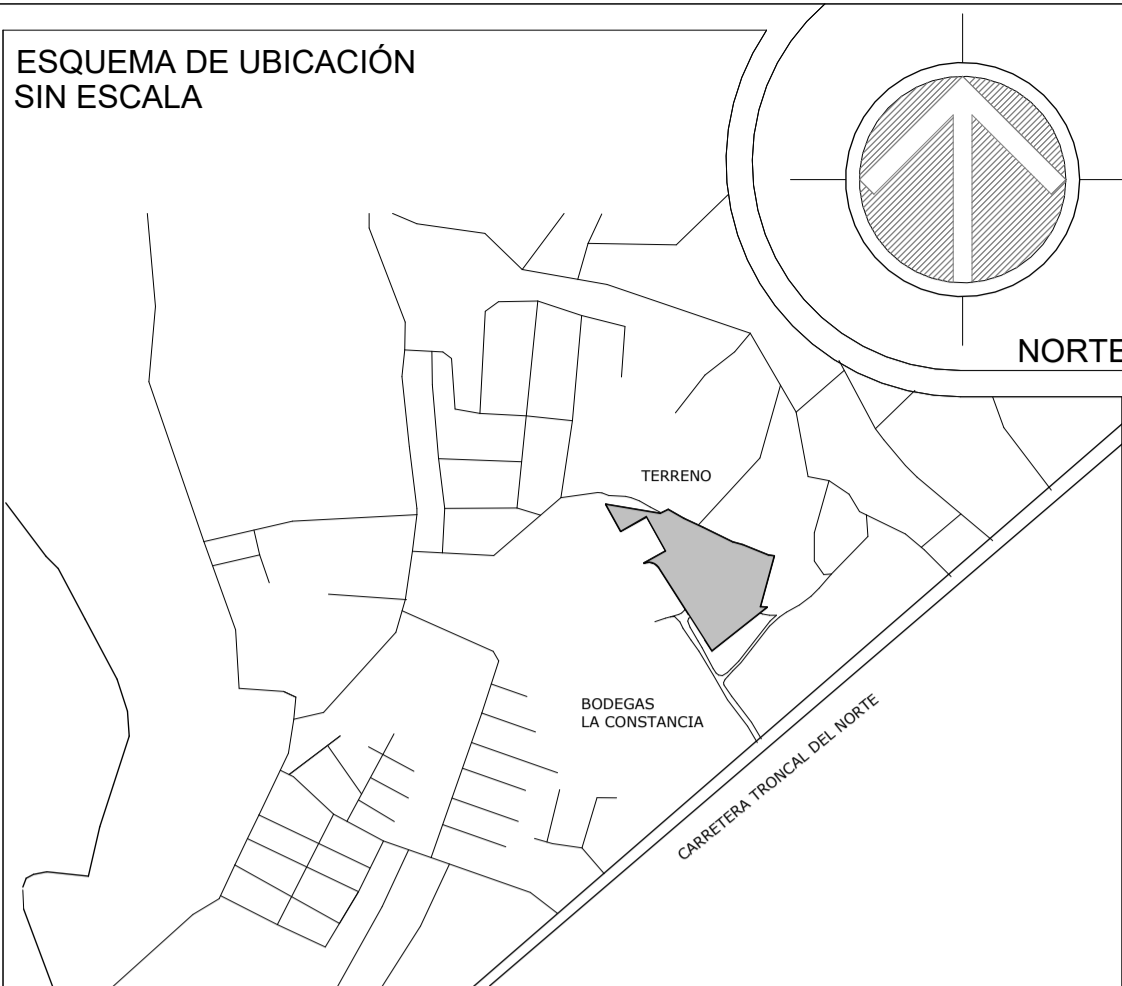 ESQUEMA DE UBICACIÓN
SIN ESCALA
NORTE
TERRENO
BODEGAS
LA CONSTANCIA
CARRETERA TRONCAL DEL NORTE